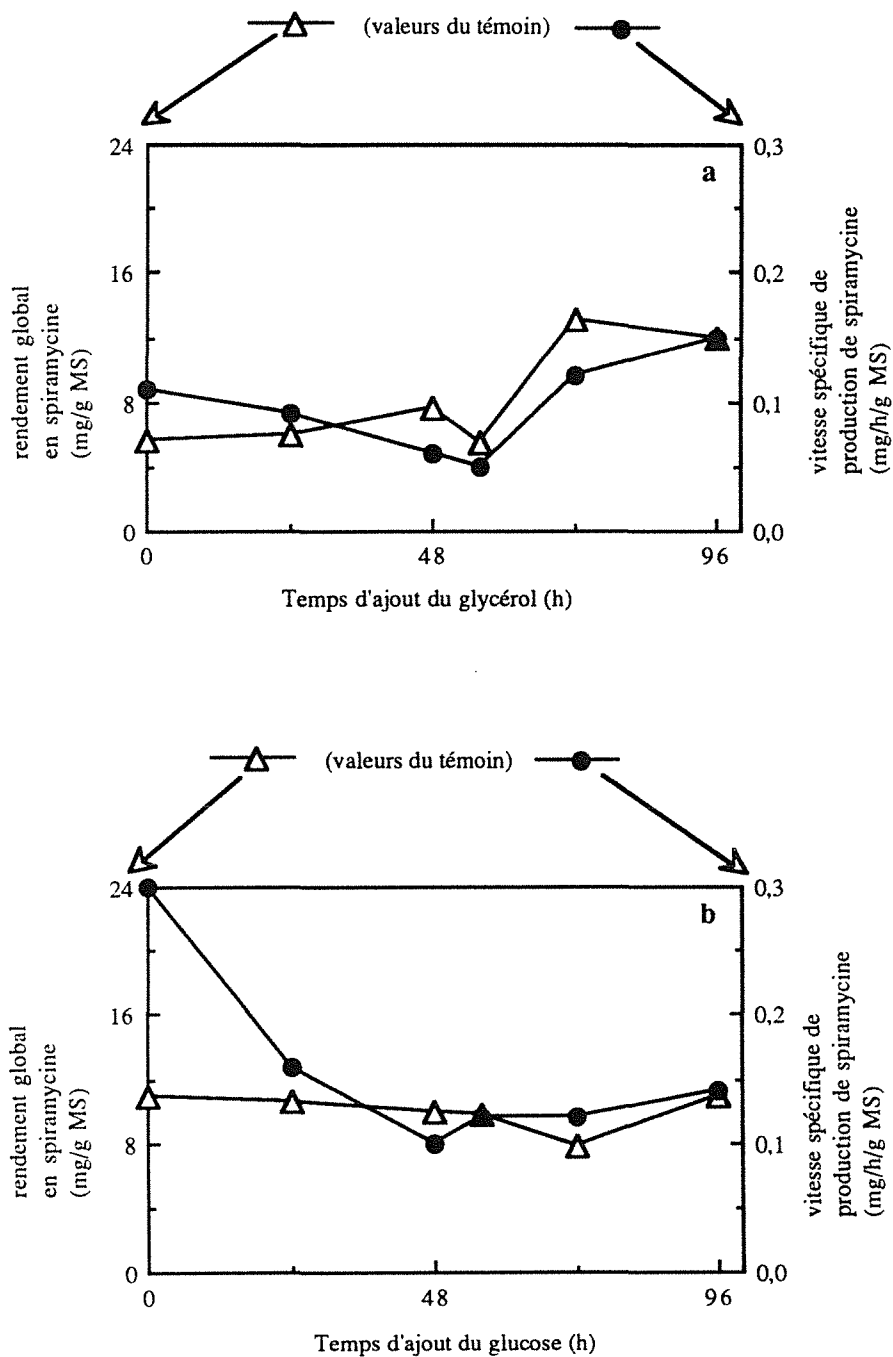 (valeurs du témoin)
24
16
8
0
0,3
0,2
0,1
0,0
a
0
48
96
rendement global
en spiramycine
(mg/g MS)
vitesse spécifique de
production de spiramycine
(mg/h/g MS)
Temps d'ajout du glycérol (h)
(valeurs du témoin)
24
16
8
0
0,3
0,2
0,1
0,0
b
0
48
96
rendement global
en spiramycine
(mg/g MS)
vitesse spécifique de
production de spiramycine
(mg/h/g MS)
Temps d'ajout du glucose (h)